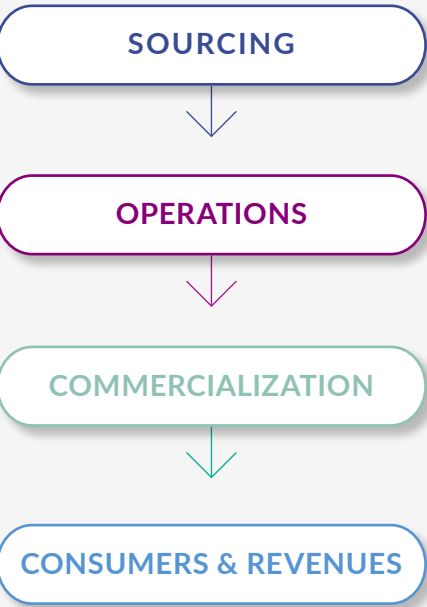 SOURCING
OPERATIONS
COMMERCIALIZATION
CONSUMERS & REVENUES